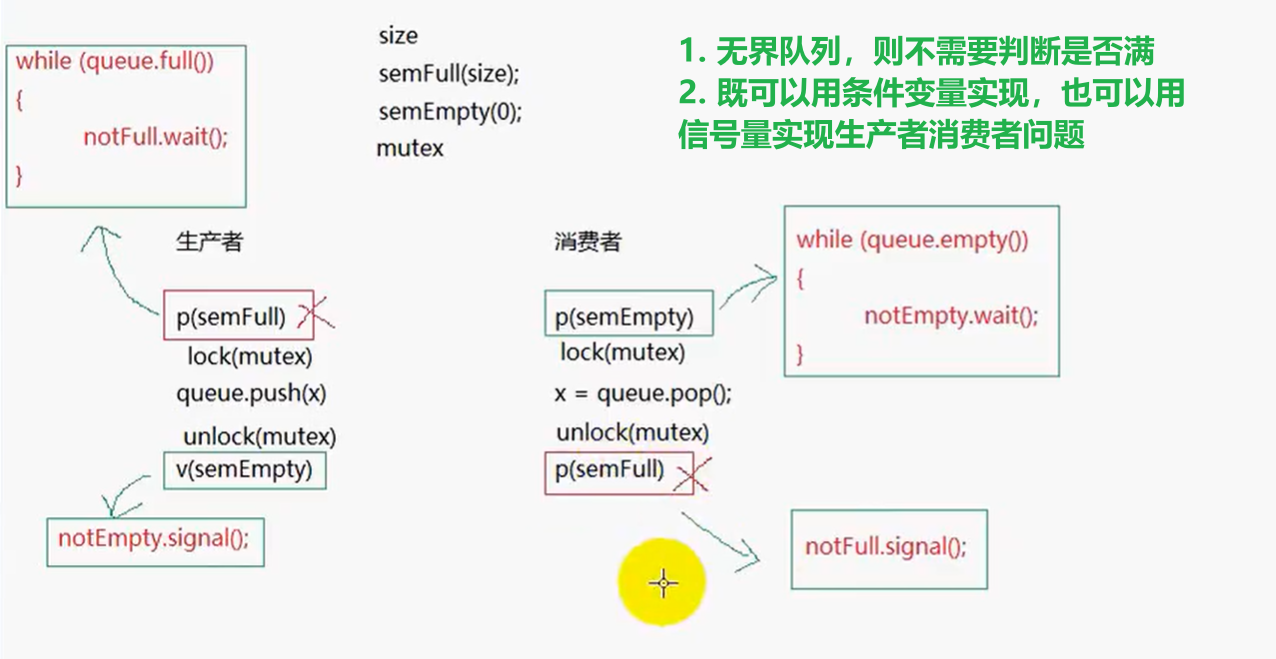 while (queue.full())
{
notFull.wait();
}
size
semFull(size);
semEmpty(0);
mutex
1. 无界队列，则不需要判断是否满
2. 既可以用条件变量实现，也可以用
信号量实现生产者消费者问题
生产者
p(semFull)
lock(mutex)
queue.push(x)
unlock(mutex)
v(semEmpty)
notEmpty.signal();
消费者
p(semEmpty)
lock(mutex)
x = queue.pop();
unlock(mutex)
p(semFull)
while (queue.empty())
{
notEmpty.wait();
}
notFull.signal();